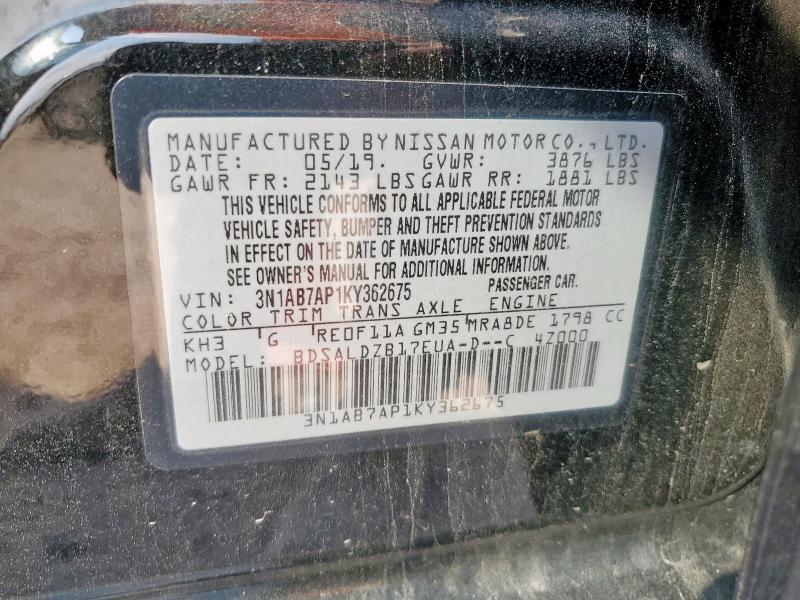 MANUFACTURED BY NISSAN MOTOR CO., LTD.
DATE: 05/19. GVWR: 3876 LBS
GAWR FR: 2143 LBS GAWR RR: 1881 LBS
THIS VEHICLE CONFORMS TO ALL APPLICABLE FEDERAL MOTOR
VEHICLE SAFETY, BUMPER AND THEFT PREVENTION STANDARDS
IN EFFECT ON THE DATE OF MANUFACTURE SHOWN ABOVE.
SEE OWNER'S MANUAL FOR ADDITIONAL INFORMATION.
VIN: 3N1AB7AP1KY362675 PASSENGER CAR.
COLOR TRIM TRANS AXLE ENGINE
KH3 G RE0F11A GM35 MRA8DE 1798 CC
MODEL: BDSALDZB17EUA-D--C 4Z000
3N1AB7AP1KY362675